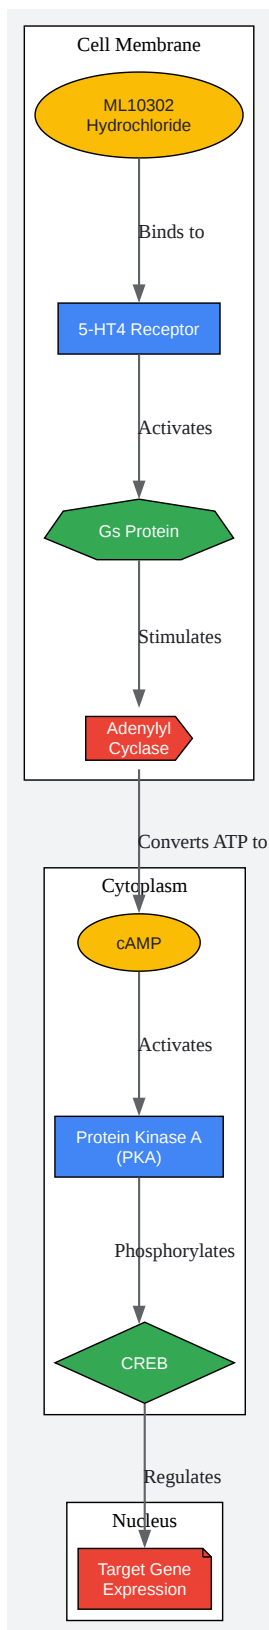 Cell Membrane
ML10302
Hydrochloride
Binds to
5-HT4 Receptor
Activates
Gs Protein
Stimulates
Adenylyl
Cyclase
Converts ATP to
Cytoplasm
cAMP
Activates
Protein Kinase A
(PKA)
Phosphorylates
CREB
Regulates
Nucleus
Target Gene
Expression